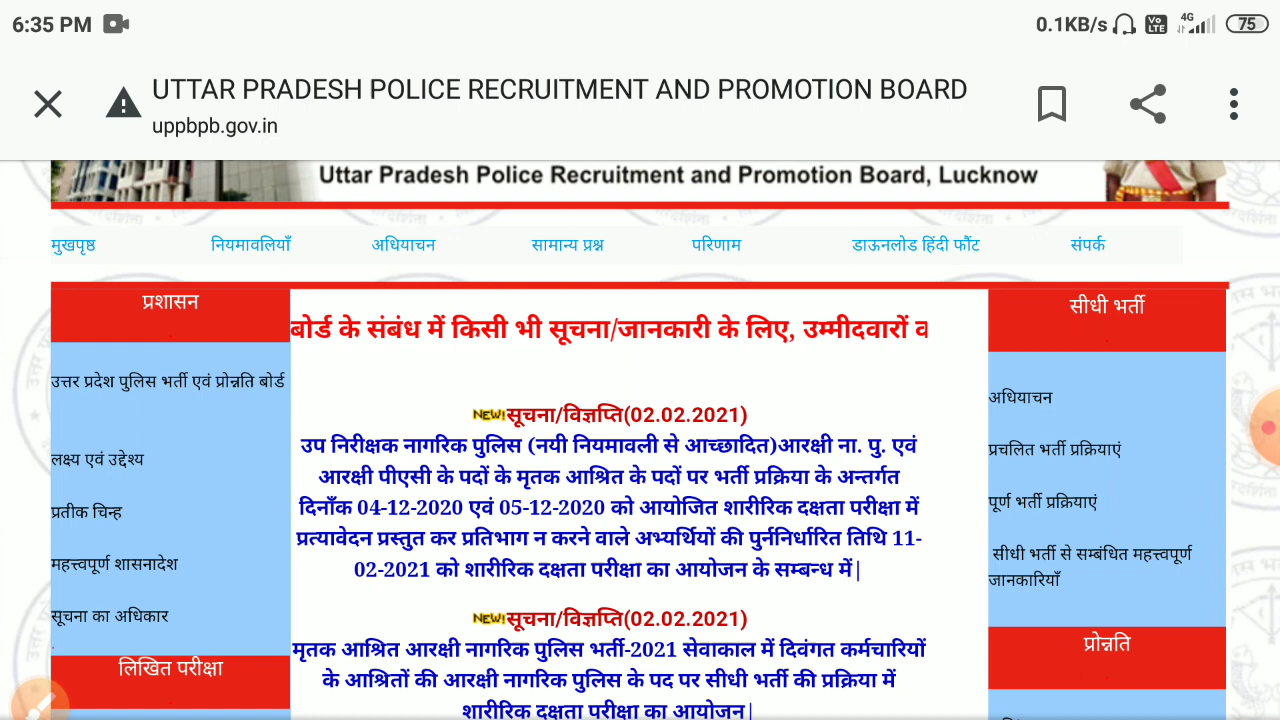 6:35 PM
0.1KB/s
Vo LTE
4G
75
UTTAR PRADESH POLICE RECRUITMENT AND PROMOTION BOARD
uppbpb.gov.in
Uttar Pradesh Police Recruitment and Promotion Board, Lucknow
मुखपृष्ठ नियमावलियाँ अधियाचन सामान्य प्रश्न परिणाम डाऊनलोड हिंदी फौंट संपर्क
प्रशासन
उत्तर प्रदेश पुलिस भर्ती एवं प्रोन्नति बोर्ड
लक्ष्य एवं उद्देश्य
प्रतीक चिन्ह
महत्त्वपूर्ण शासनादेश
सूचना का अधिकार
लिखित परीक्षा
बोर्ड के संबंध में किसी भी सूचना/जानकारी के लिए, उम्मीदवारों
NEW! सूचना/विज्ञप्ति(02.02.2021)
उप निरीक्षक नागरिक पुलिस (नयी नियमावली से आच्छादित)आरक्षी ना. पु. एवं
आरक्षी पीएसी के पदों के मृतक आश्रित के पदों पर भर्ती प्रक्रिया के अन्तर्गत
दिनाँक 04-12-2020 एवं 05-12-2020 को आयोजित शारीरिक दक्षता परीक्षा में
प्रत्यावेदन प्रस्तुत कर प्रतिभाग न करने वाले अभ्यर्थियों की पुर्ननिर्धारित तिथि 11-
02-2021 को शारीरिक दक्षता परीक्षा का आयोजन के सम्बन्ध में|
NEW! सूचना/विज्ञप्ति(02.02.2021)
मृतक आश्रित आरक्षी नागरिक पुलिस भर्ती-2021 सेवाकाल में दिवंगत कर्मचारियों
के आश्रितों की आरक्षी नागरिक पुलिस के पद पर सीधी भर्ती की प्रक्रिया में
शारीरिक दक्षता परीक्षा का आयोजन|
सीधी भर्ती
अधियाचन
प्रचलित भर्ती प्रक्रियाएं
पूर्ण भर्ती प्रक्रियाएं
सीधी भर्ती से सम्बंधित महत्त्वपूर्ण
जानकारियाँ
प्रोन्नति